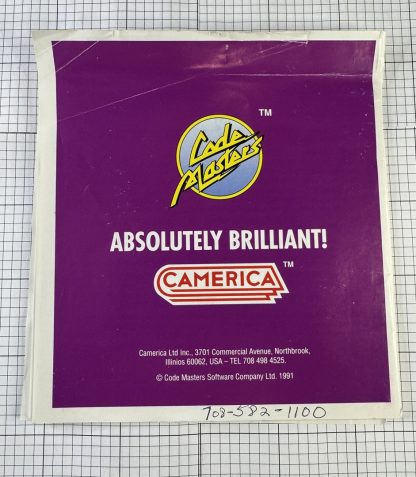 TM
Code
Masters
ABSOLUTELY BRILLIANT!
CAMERICA TM
Camerica Ltd Inc., 3701 Commercial Avenue, Northbrook,
Illinios 60062, USA – TEL 708 498 4525.
© Code Masters Software Company Ltd. 1991
708-582-1100